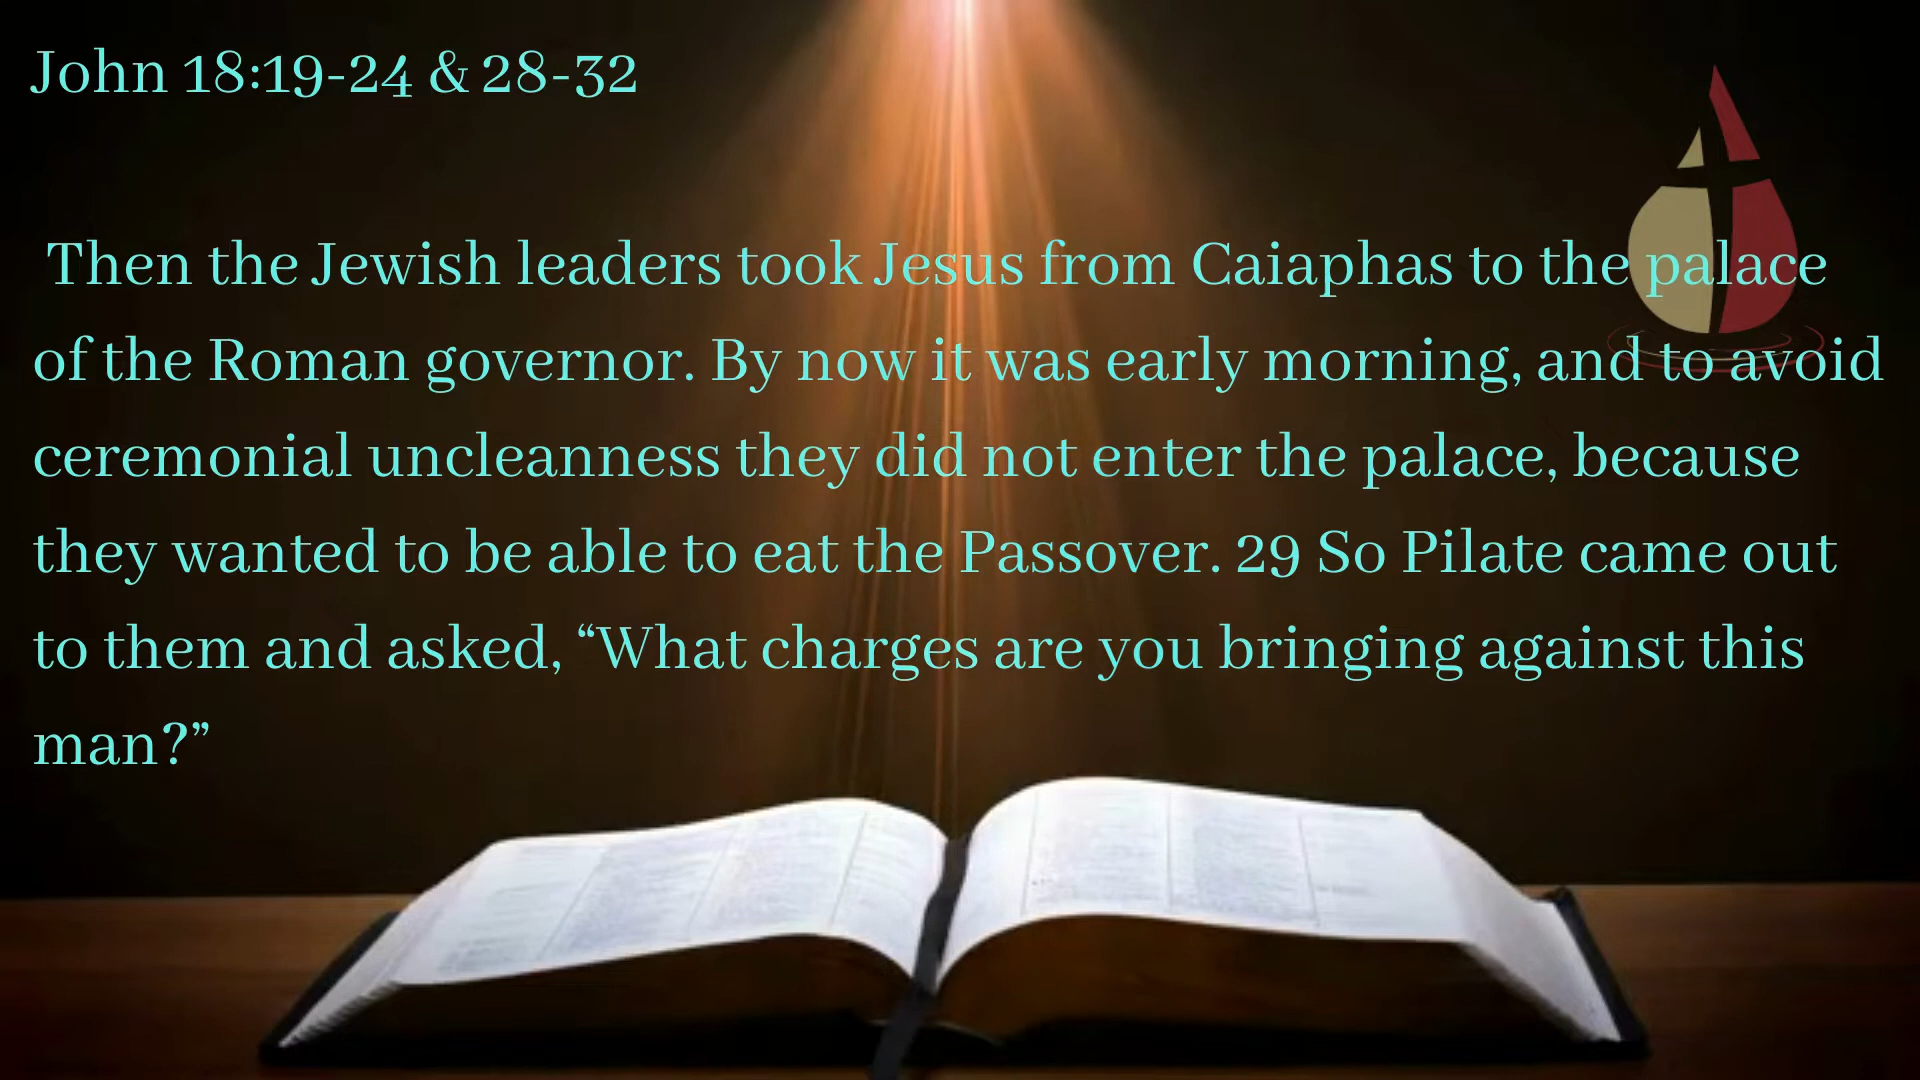 John 18:19-24 & 28-32
Then the Jewish leaders took Jesus from Caiaphas to the palace
of the Roman governor. By now it was early morning, and to avoid
ceremonial uncleanness they did not enter the palace, because
they wanted to be able to eat the Passover. 29 So Pilate came out
to them and asked, “What charges are you bringing against this
man?”